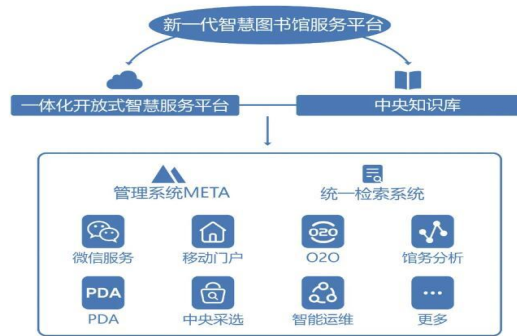 新一代智慧图书馆服务平台
一体化开放式智慧服务平台 中央知识库
管理系统META 统一检索系统
微信服务 移动门户 O2O 馆务分析
PDA
PDA 中央采选 智能运维 更多